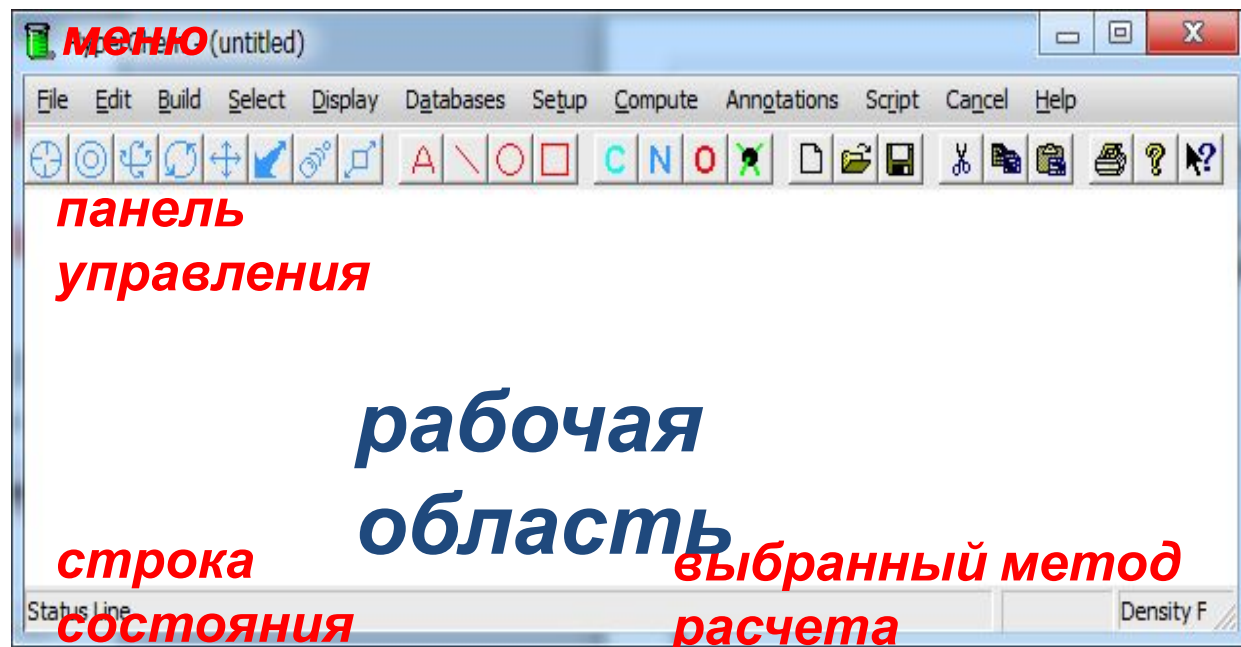 меню
(untitled)
File Edit Build Select Display Databases Setup Compute Annotations Script Cancel Help
A C N O
панель
управления
рабочая
область
строка
состояния
выбранный метод
расчета
Status Line
Density F